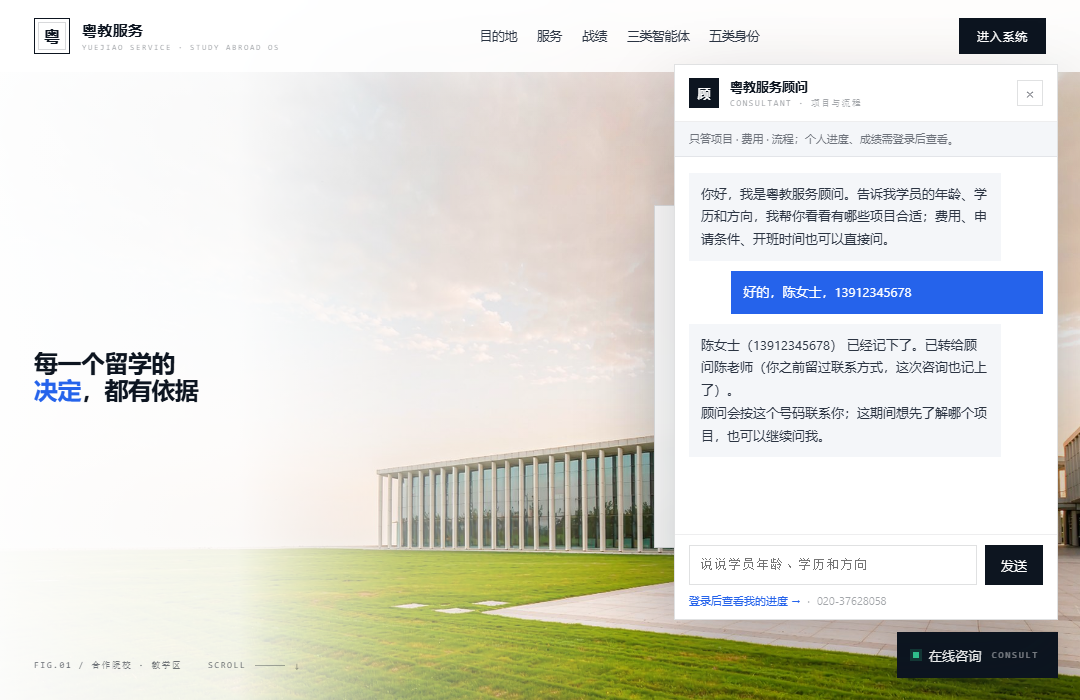 粤
粤教服务
YUEJIAO SERVICE · STUDY ABROAD OS
目的地 服务 战绩 三类智能体 五类身份
进入系统
顾
粤教服务顾问
CONSULTANT · 项目与流程
×
只答项目 · 费用 · 流程；个人进度、成绩需登录后查看。
你好，我是粤教服务顾问。告诉我学员的年龄、学
历和方向，我帮你看看有哪些项目合适；费用、申
请条件、开班时间也可以直接问。
好的，陈女士，13912345678
陈女士（13912345678） 已经记下了。已转给顾
问陈老师（你之前留过联系方式，这次咨询也记上
了）。
顾问会按这个号码联系你；这期间想先了解哪个项
目，也可以继续问我。
每一个留学的
决定，都有依据
说说学员年龄、学历和方向
发送
登录后查看我的进度 → · 020-37628058
在线咨询 CONSULT
FIG.01 / 合作院校 · 教学区 SCROLL ↓